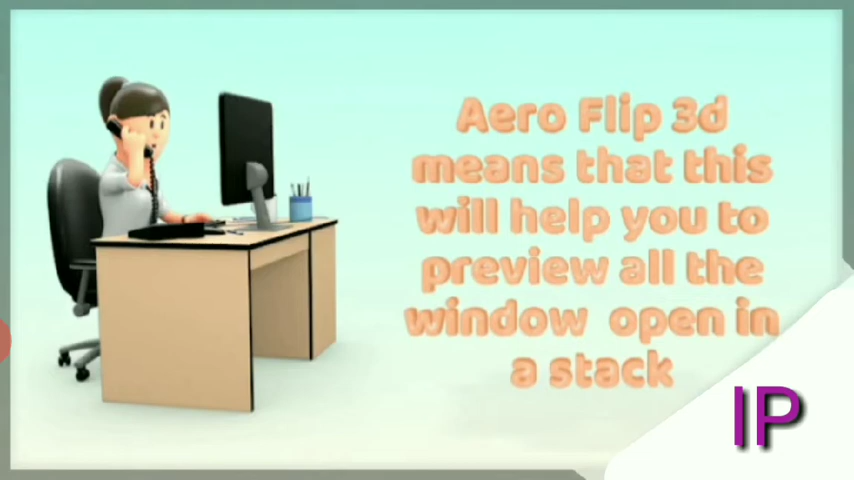 Aero Flip 3d
means that this
will help you to
preview all the
window open in
a stack
IP